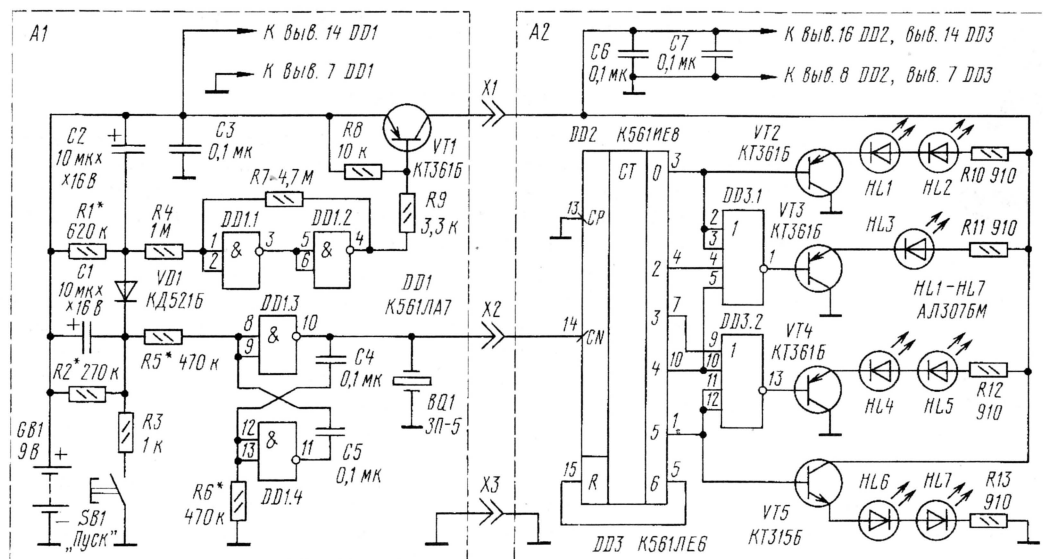 A1
К Выв. 14 DD1
К Выв. 7 DD1
C2
10 мк×
×16 В
C3
0,1 мк
R8
10 к
VT1
КТ361Б
X1
R7 4,7 М
R1*
620 к
R4
1М
DD1.1
&
1
2
3
DD1.2
&
5
6
4
R9
3,3 к
C1
10 мк×
×16 В
VD1
КД521Б
DD1
К561ЛА7
DD1.3
&
8
9
10
X2
R5* 470 к
C4
0,1 мк
R2* 270 к
BQ1
ЗП-5
R3
1 к
GB1
9В
12
13
&
11
C5
0,1 мк
DD1.4
R6*
470 к
SB1
„Пуск"
X3
A2
C6
0,1 мк
C7
0,1 мк
К Выв. 16 DD2, Выв. 14 DD3
К Выв. 8 DD2, Выв. 7 DD3
DD2
К561ИЕ8
CT
13
CP
14
CN
15
R
0
3
2
4
3
7
4
10
5
1
6
5
DD3.1
2
3
4
5
1
1
DD3.2
9
10
11
12
1
13
DD3 К561ЛЕ6
VT2
КТ361Б
HL1
HL2
R10 910
VT3
КТ361Б
HL3
R11 910
HL1-HL7
АЛ307БМ
VT4
КТ361Б
HL4
HL5
R12
910
VT5
КТ315Б
HL6
HL7
R13
910